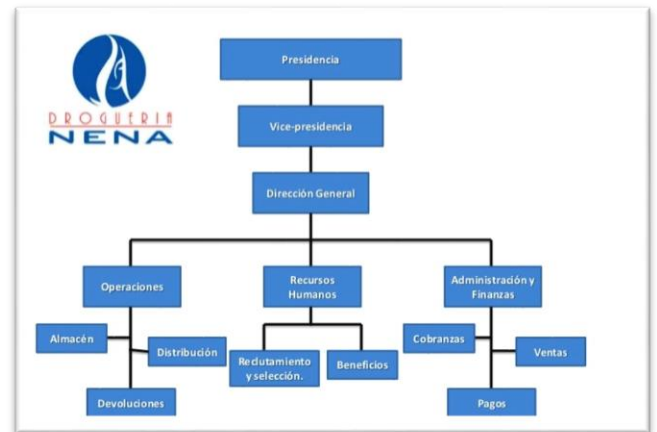 DROGUERIA
NENA
Presidencia
Vice-presidencia
Dirección General
Operaciones
Recursos
Humanos
Administración y
Finanzas
Almacén
Distribución
Devoluciones
Reclutamiento
y selección.
Beneficios
Cobranzas
Ventas
Pagos